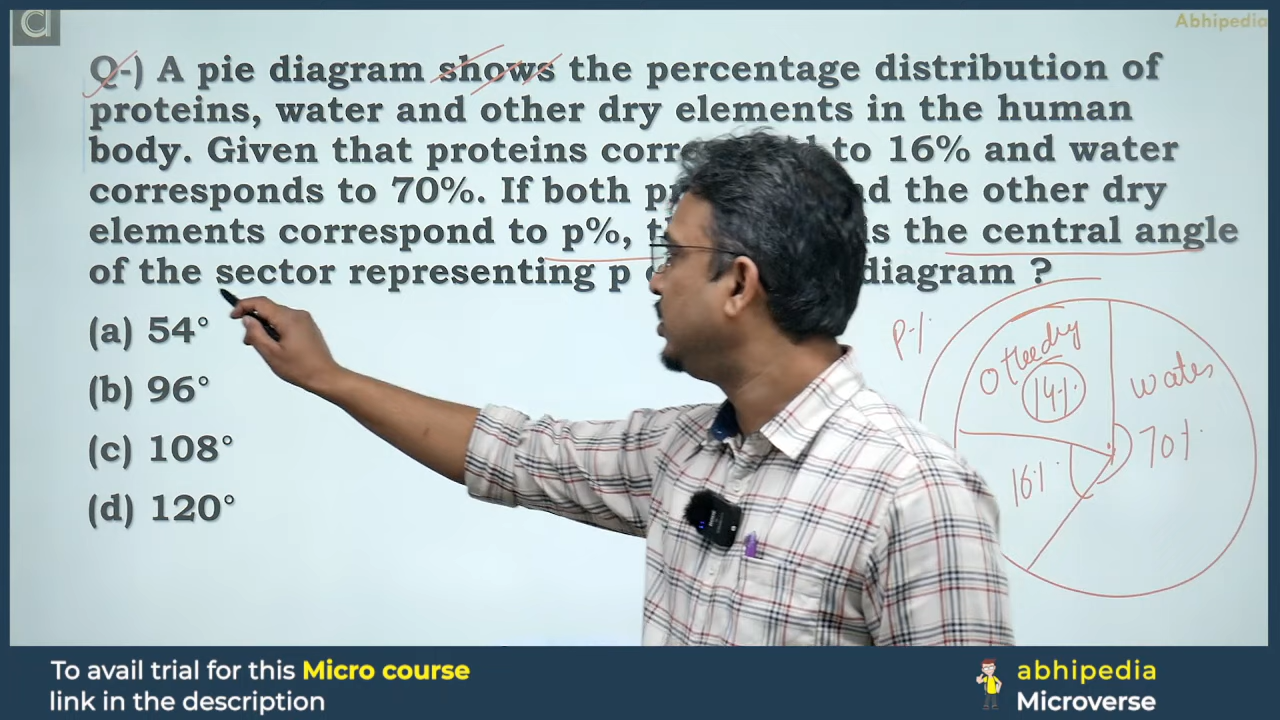 Abhipedia
Q-) A pie diagram shows the percentage distribution of
proteins, water and other dry elements in the human
body. Given that proteins to 16% and water
corresponds to 70%. If both the other dry
elements correspond to p%, is the central angle
of the sector representing p diagram ?
(a) 54°
(b) 96°
(c) 108°
(d) 120°
P%
Other dry
14%
water
70%
16%
To avail trial for this Micro course
link in the description
abhipedia
Microverse